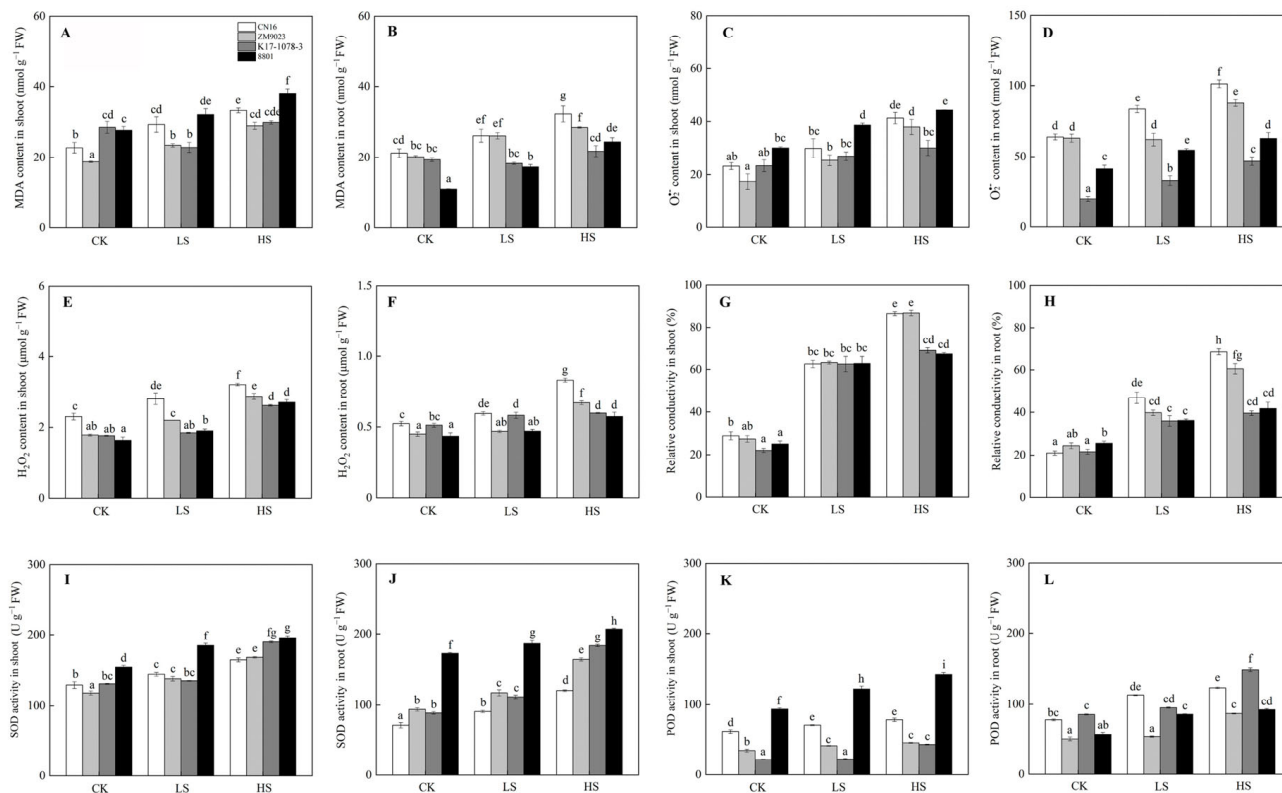 A
MDA content in shoot (nmol g⁻¹ FW)
60
40
20
0
CN16
ZM9023
K17-1078-3
8801
b a cd c
cd b b de
e cd cde f
CK LS HS
B
MDA content in root (nmol g⁻¹ FW)
60
40
20
0
cd bc bc a
ef ef bc b
g f cd de
CK LS HS
C
O₂•⁻ content in shoot (nmol g⁻¹ FW)
80
60
40
20
0
ab a ab bc
bc b b d
de d bc e
CK LS HS
D
O₂•⁻ content in root (nmol g⁻¹ FW)
150
100
50
0
d d a c
e d b c
f e c d
CK LS HS
E
H₂O₂ content in shoot (μmol g⁻¹ FW)
6
4
2
0
c ab ab a
de c ab b
f e d d
CK LS HS
F
H₂O₂ content in root (μmol g⁻¹ FW)
1.5
1.0
0.5
0.0
c a bc a
de ab d ab
g f d d
CK LS HS
G
Relative conductivity in shoot (%)
100
80
60
40
20
0
b ab a a
bc bc bc bc
e e cd cd
CK LS HS
H
Relative conductivity in root (%)
100
80
60
40
20
0
a ab a b
de cd c c
h fg cd cd
CK LS HS
I
SOD activity in shoot (U g⁻¹ FW)
300
200
100
0
b a b d
c c bc f
e e fg g
CK LS HS
J
SOD activity in root (U g⁻¹ FW)
300
200
100
0
a b b f
b c c g
d e g h
CK LS HS
K
POD activity in shoot (U g⁻¹ FW)
300
200
100
0
d b a f
e c a h
e c c i
CK LS HS
L
POD activity in root (U g⁻¹ FW)
300
200
100
0
bc a c ab
de a cd c
e c f cd
CK LS HS